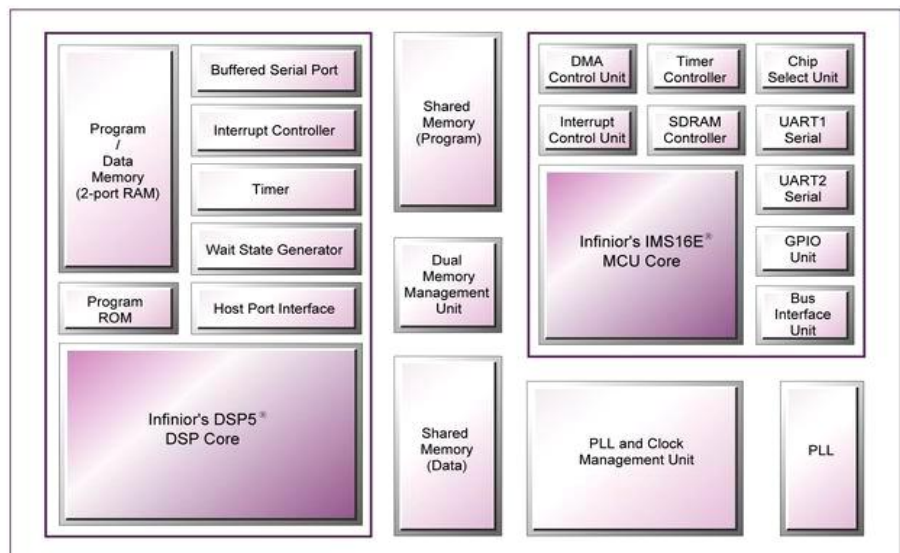 Program
/
Data
Memory
(2-port RAM)
Buffered Serial Port
Interrupt Controller
Timer
Wait State Generator
Program
ROM
Host Port Interface
Infinior's DSP5®
DSP Core
Shared
Memory
(Program)
Dual
Memory
Management
Unit
Shared
Memory
(Data)
DMA
Control Unit
Timer
Controller
Chip
Select Unit
Interrupt
Control Unit
SDRAM
Controller
UART1
Serial
Infinior's IMS16E®
MCU Core
UART2
Serial
GPIO
Unit
Bus
Interface
Unit
PLL and Clock
Management Unit
PLL